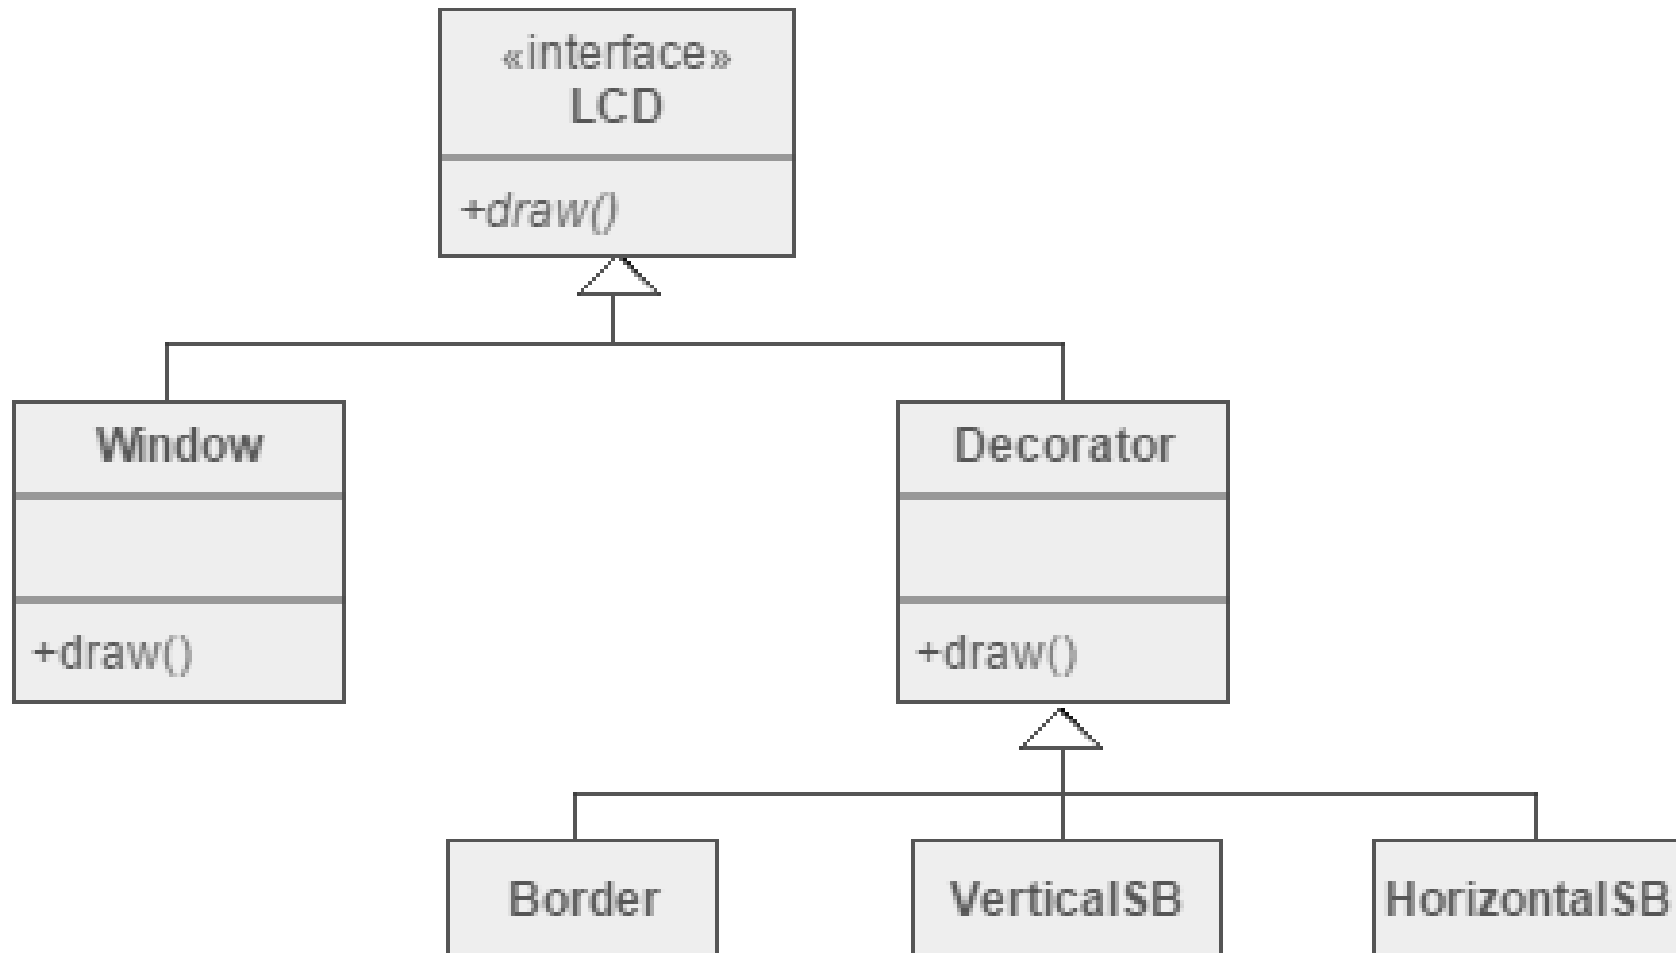 «interface»
LCD
+draw()
Window
+draw()
Decorator
+draw()
Border
VerticalSB
HorizontalSB